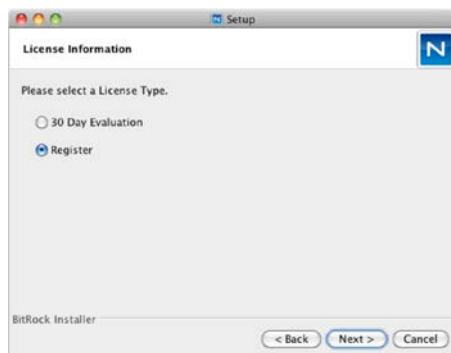 Setup
License Information
N
Please select a License Type.
30 Day Evaluation
Register
BitRock Installer
< Back Next > Cancel